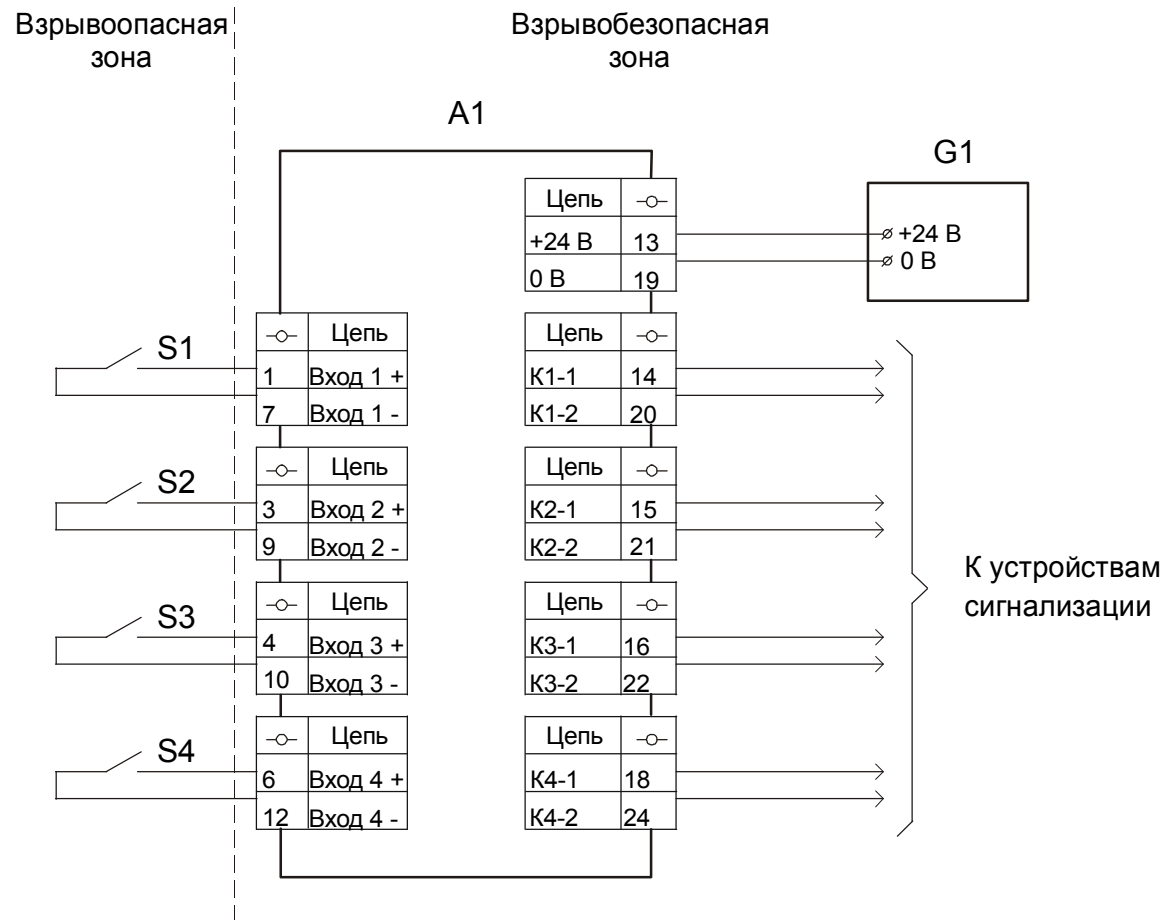 Взрывоопасная
зона
Взрывобезопасная
зона
A1
G1
Цепь
+24 В 13
0 В 19
+24 В
0 В
S1
Цепь
1 Вход 1 +
7 Вход 1 -
Цепь
К1-1 14
К1-2 20
S2
Цепь
3 Вход 2 +
9 Вход 2 -
Цепь
К2-1 15
К2-2 21
S3
Цепь
4 Вход 3 +
10 Вход 3 -
Цепь
К3-1 16
К3-2 22
S4
Цепь
6 Вход 4 +
12 Вход 4 -
Цепь
К4-1 18
К4-2 24
К устройствам
сигнализации